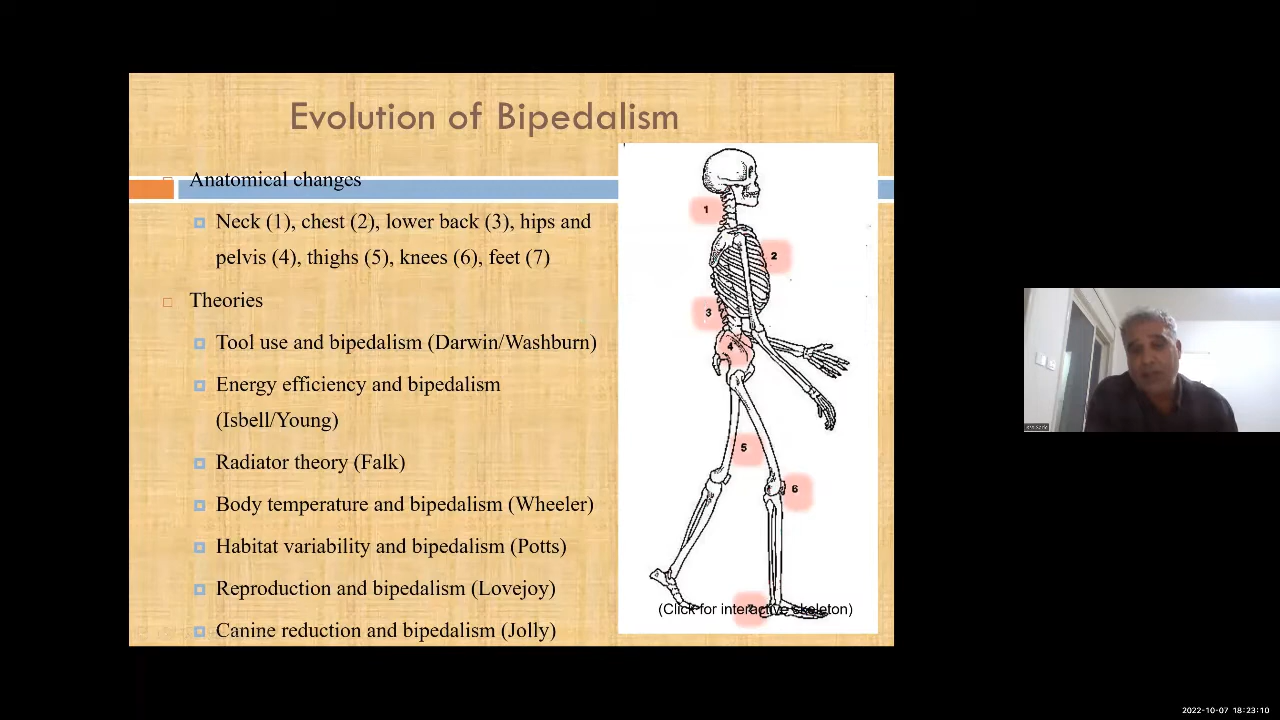 Evolution of Bipedalism
Anatomical changes
Neck (1), chest (2), lower back (3), hips and
pelvis (4), thighs (5), knees (6), feet (7)
Theories
Tool use and bipedalism (Darwin/Washburn)
Energy efficiency and bipedalism
(Isbell/Young)
Radiator theory (Falk)
Body temperature and bipedalism (Wheeler)
Habitat variability and bipedalism (Potts)
Reproduction and bipedalism (Lovejoy)
Canine reduction and bipedalism (Jolly)
1
2
3
4
5
6
7
(Click for interactive skeleton)
2022-10-07 18:23:10